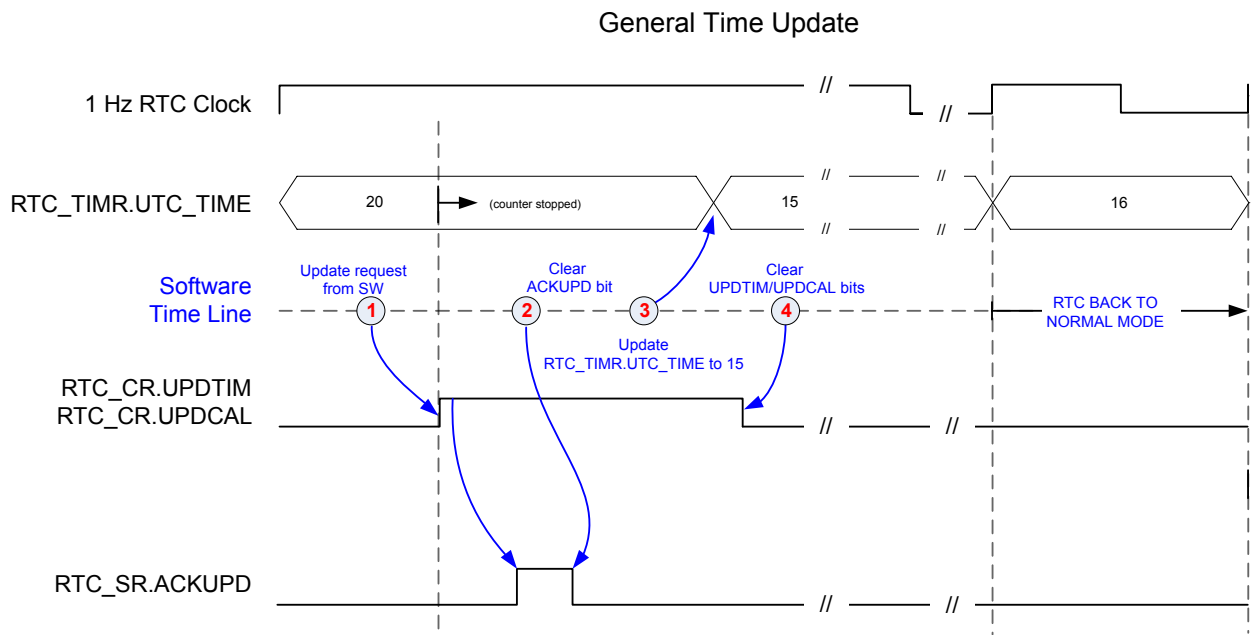 General Time Update
1 Hz RTC Clock
//
//
RTC_TIMR.UTC_TIME
20
(counter stopped)
15
//
//
//
//
16
Software
Time Line
Update request
from SW
1
Clear
ACKUPD bit
2
3
Update
RTC_TIMR.UTC_TIME to 15
Clear
UPDTIM/UPDCAL bits
4
RTC BACK TO
NORMAL MODE
RTC_CR.UPDTIM
RTC_CR.UPDCAL
//
//
RTC_SR.ACKUPD
//
//